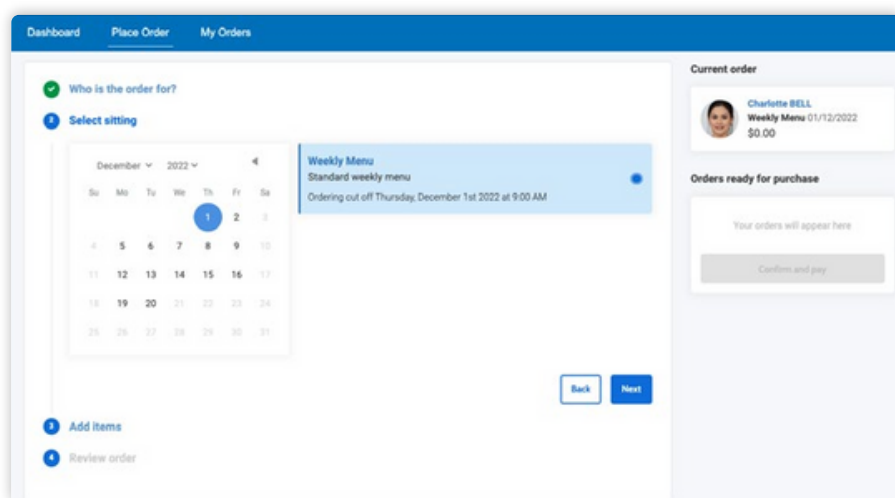 Dashboard Place Order My Orders
Who is the order for?
2 Select sitting
December 2022
Su Mo Tu We Th Fr Sa
1 2 3
4 5 6 7 8 9 10
11 12 13 14 15 16 17
18 19 20 21 22 23 24
25 26 27 28 29 30 31
Weekly Menu
Standard weekly menu
Ordering cut off Thursday, December 1st 2022 at 9:00 AM
Back Next
3 Add items
4 Review order
Current order
Charlotte BELL
Weekly Menu 01/12/2022
$0.00
Orders ready for purchase
Your orders will appear here
Confirm and pay